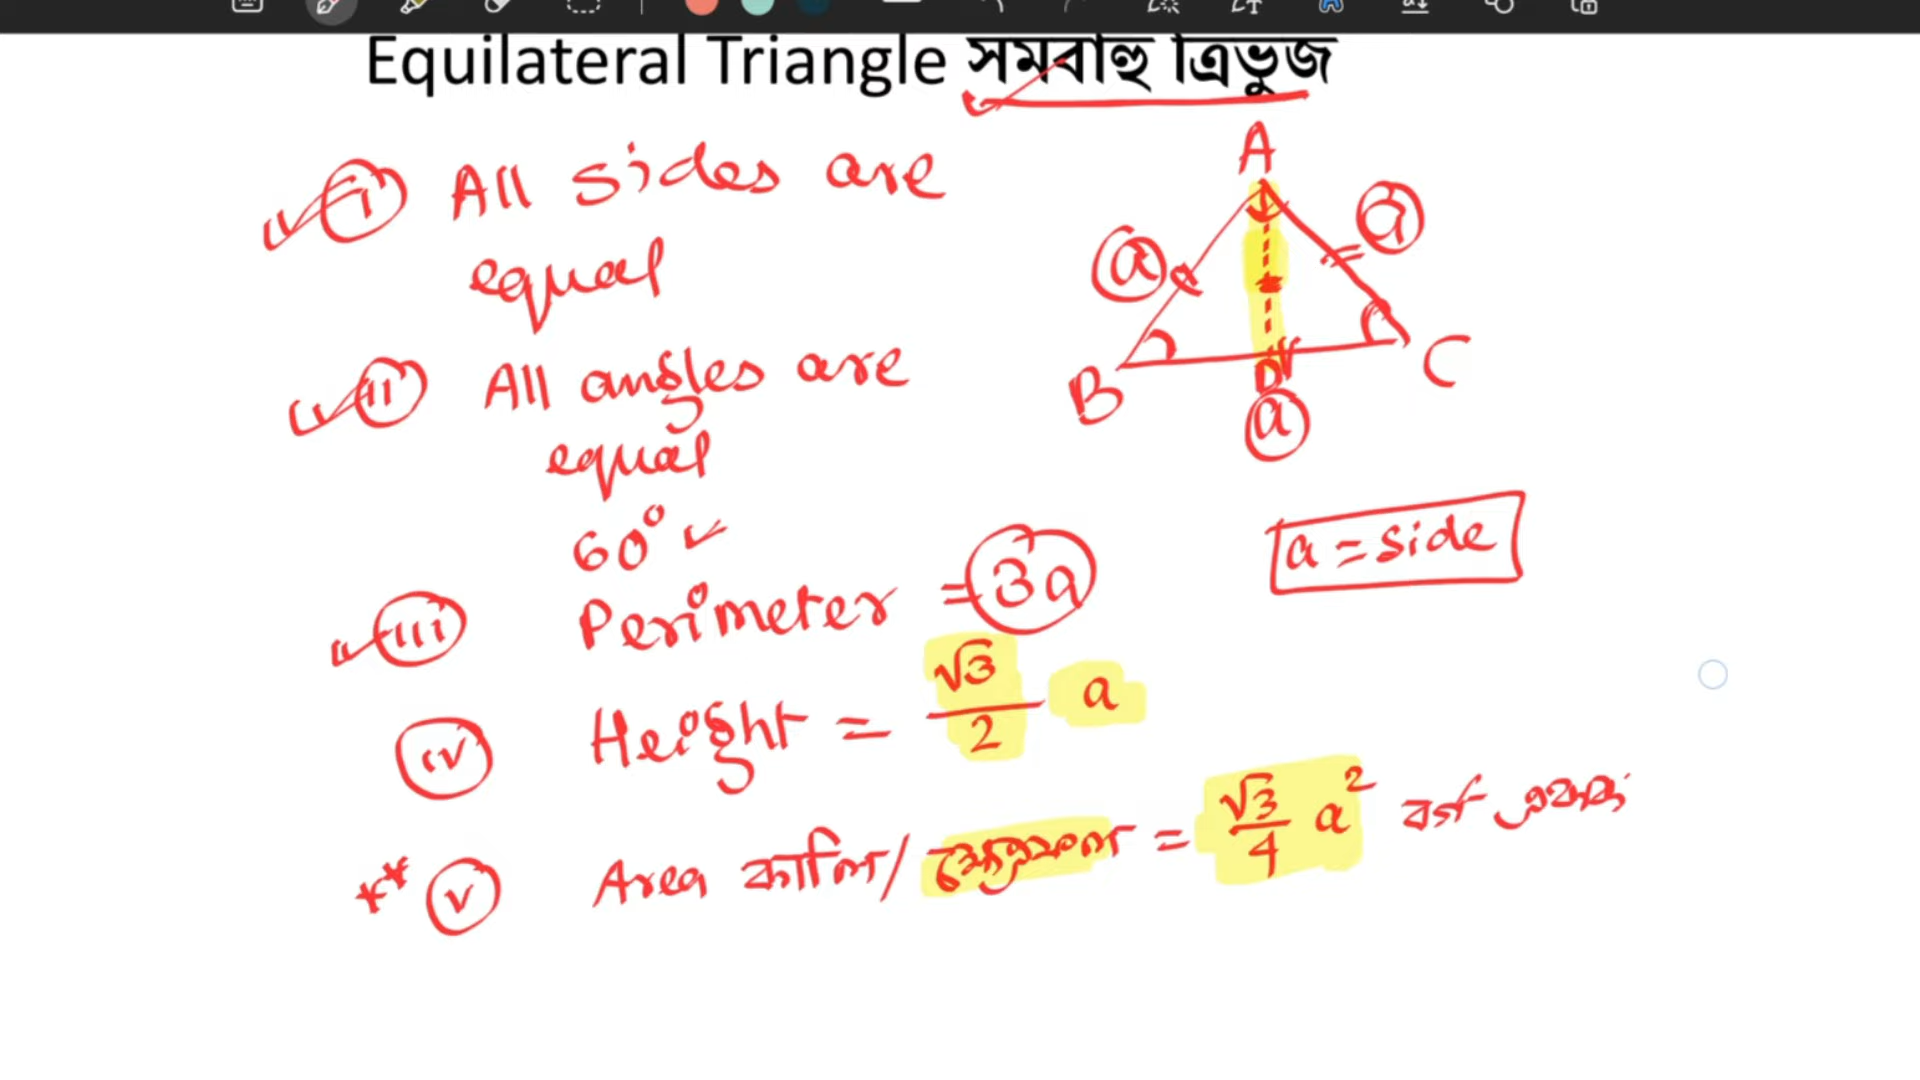 Equilateral Triangle সমবাহু ত্রিভুজ
A
i All sides are
equal
a
a
B
D
C
a
ii All angles are
equal
60°
a = side
iii Perimeter = 3a
iv Height = √3/2 a
** v Area কালি/ক্ষেত্রফল = √3/4 a² বর্গ একক